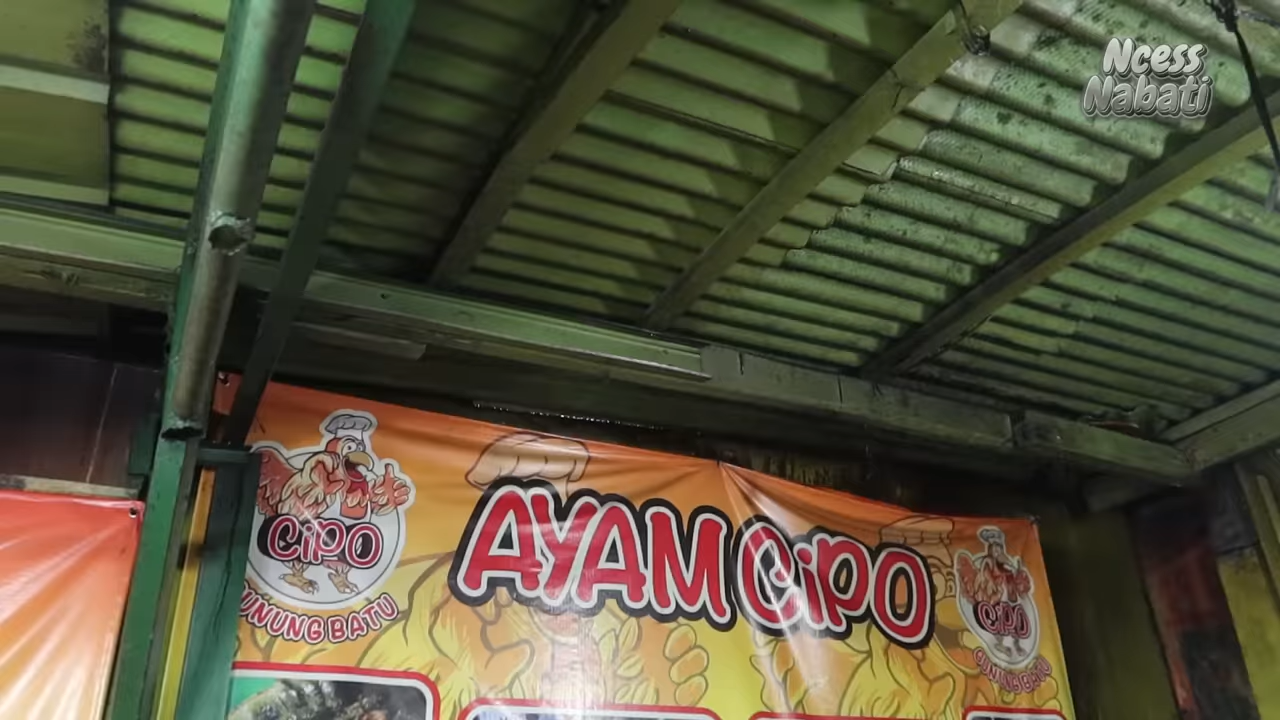 Ncess
Nabati
AYAM CiPO
CiPO
GUNUNG BATU
CiPO
GUNUNG BATU